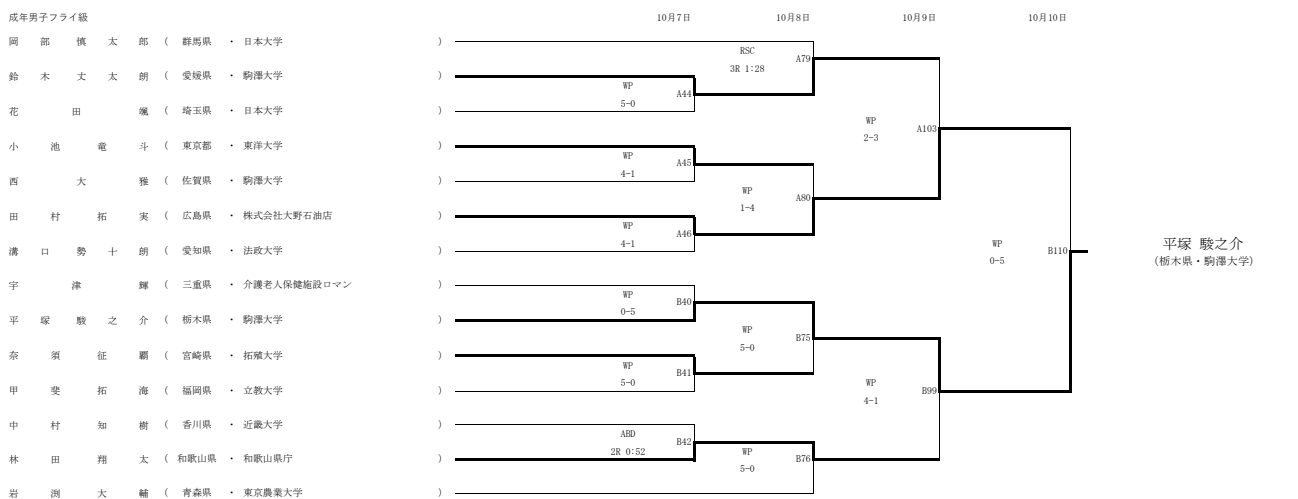 成年男子フライ級 10月7日 10月8日 10月9日 10月10日
岡部慎太郎 ( 群馬県 ・ 日本大学 )
RSC
A79
3R 1:28
鈴木丈太朗 ( 愛媛県 ・ 駒澤大学 )
WP
A44
5-0
花田颯 ( 埼玉県 ・ 日本大学 )
WP
A103
2-3
小池竜斗 ( 東京都 ・ 東洋大学 )
WP
A45
4-1
西大雅 ( 佐賀県 ・ 駒澤大学 )
WP
A80
1-4
田村拓実 ( 広島県 ・ 株式会社大野石油店 )
WP
A46
4-1
溝口勢十朗 ( 愛知県 ・ 法政大学 )
WP
B110
0-5
平塚 駿之介
(栃木県・駒澤大学)
宇津輝 ( 三重県 ・ 介護老人保健施設ロマン )
WP
B40
0-5
平塚駿之介 ( 栃木県 ・ 駒澤大学 )
WP
B75
5-0
奈須征覇 ( 宮崎県 ・ 拓殖大学 )
WP
B41
5-0
甲斐拓海 ( 福岡県 ・ 立教大学 )
WP
B99
4-1
中村知樹 ( 香川県 ・ 近畿大学 )
ABD
B42
2R 0:52
林田翔太 ( 和歌山県 ・ 和歌山県庁 )
WP
B76
5-0
岩渕大輔 ( 青森県 ・ 東京農業大学 )